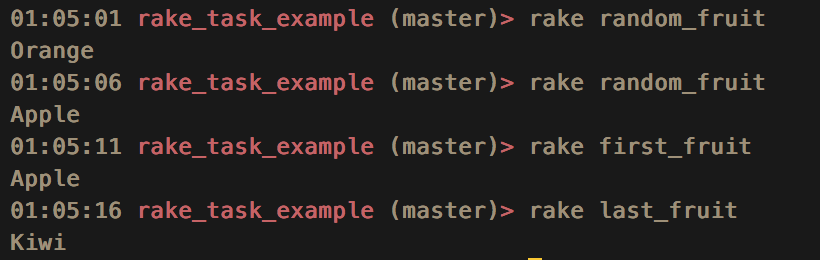 01:05:01 rake_task_example (master)> rake random_fruit
Orange
01:05:06 rake_task_example (master)> rake random_fruit
Apple
01:05:11 rake_task_example (master)> rake first_fruit
Apple
01:05:16 rake_task_example (master)> rake last_fruit
Kiwi